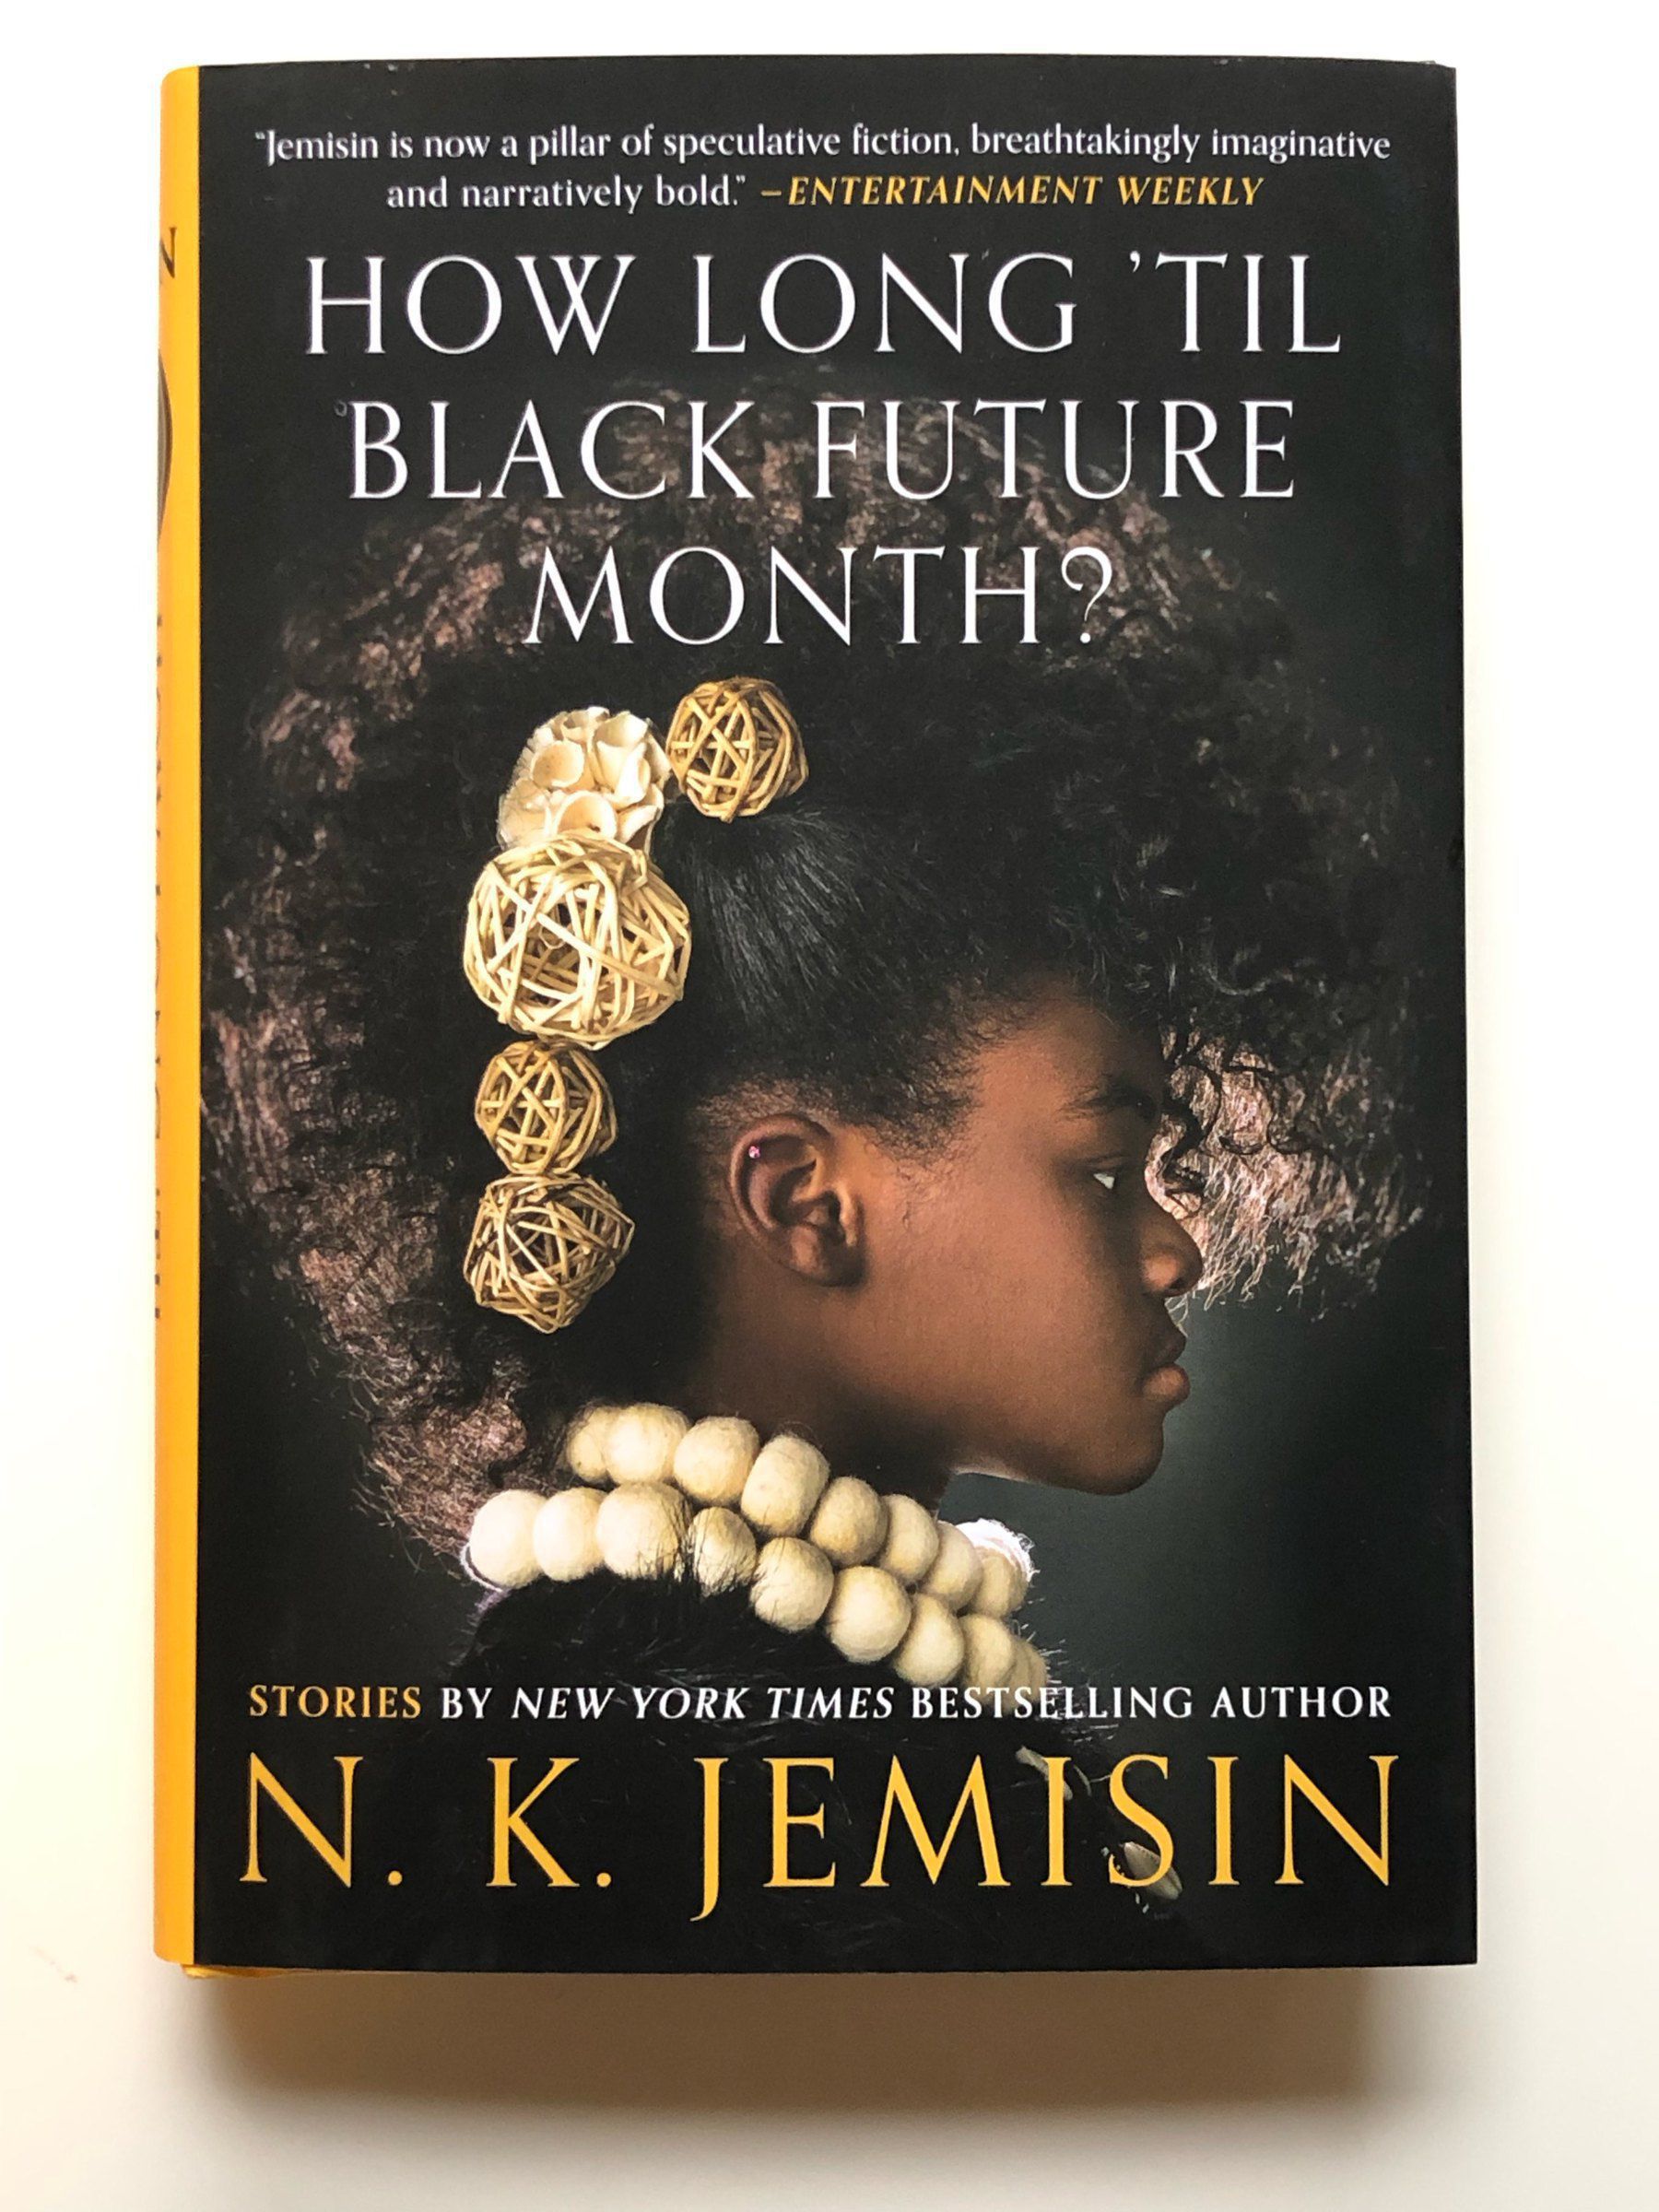 "Jemisin is now a pillar of speculative fiction, breathtakingly imaginative
and narratively bold." –ENTERTAINMENT WEEKLY
HOW LONG 'TIL
BLACK FUTURE
MONTH?
STORIES BY NEW YORK TIMES BESTSELLING AUTHOR
N. K. JEMISIN